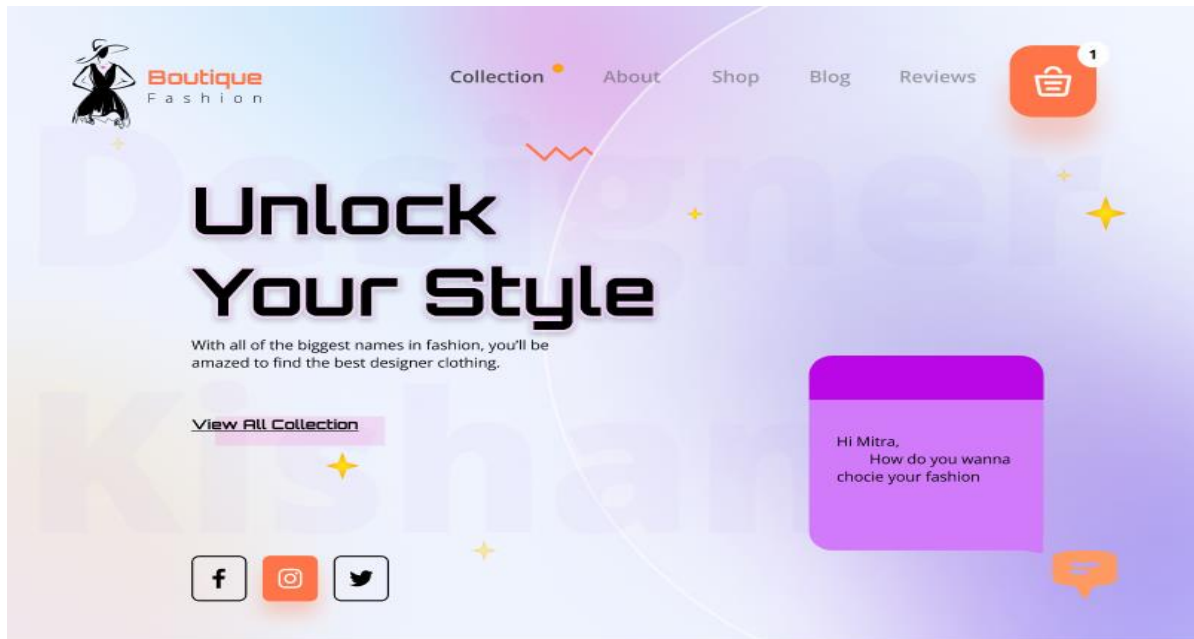 Boutique
Fashion
Collection
About
Shop
Blog
Reviews
1
Designer
Unlock
Your Style
With all of the biggest names in fashion, you'll be
amazed to find the best designer clothing.
Kishan
View All Collection
Hi Mitra,
How do you wanna
chocie your fashion